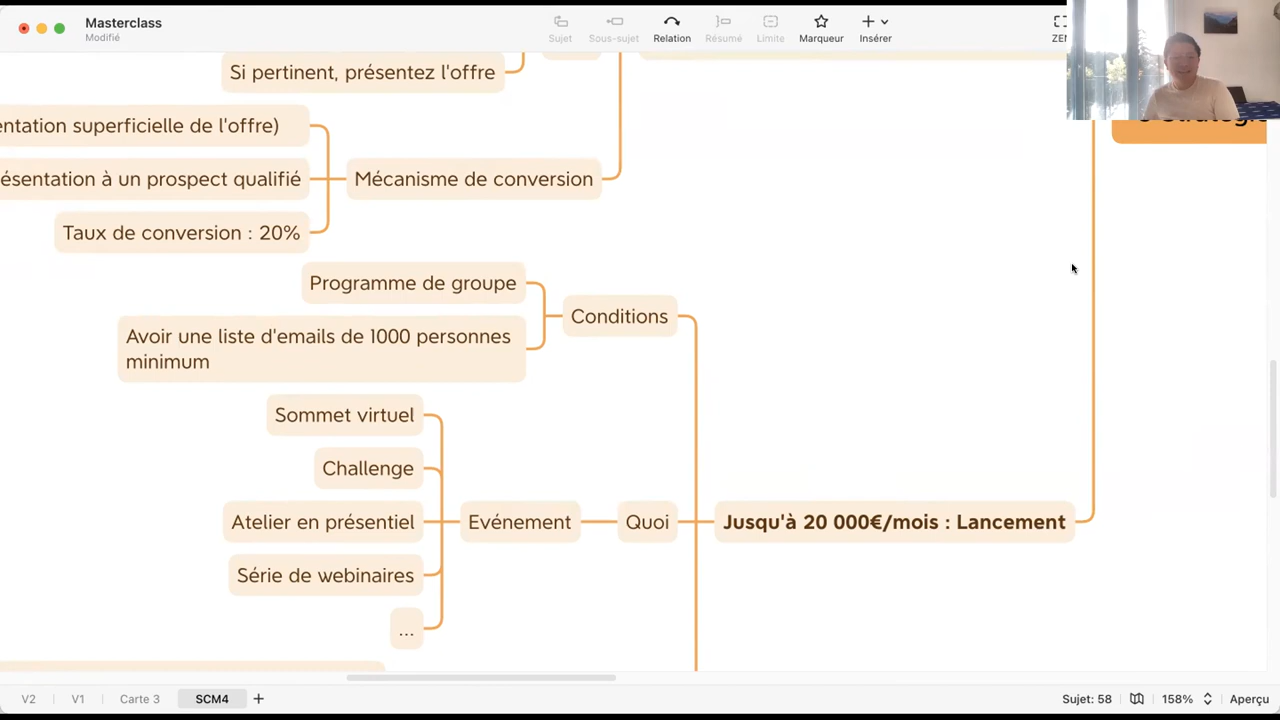 Masterclass
Modifié
Sujet
Sous-sujet
Relation
Résumé
Limite
Marqueur
Insérer
ZEN
Si pertinent, présentez l'offre
entation superficielle de l'offre)
ésentation à un prospect qualifié
Mécanisme de conversion
Taux de conversion : 20%
Programme de groupe
Conditions
Avoir une liste d'emails de 1000 personnes
minimum
Sommet virtuel
Challenge
Atelier en présentiel
Evénement
Quoi
Jusqu'à 20 000€/mois : Lancement
Série de webinaires
...
V2
V1
Carte 3
SCM4
+
Sujet: 58
158%
Aperçu